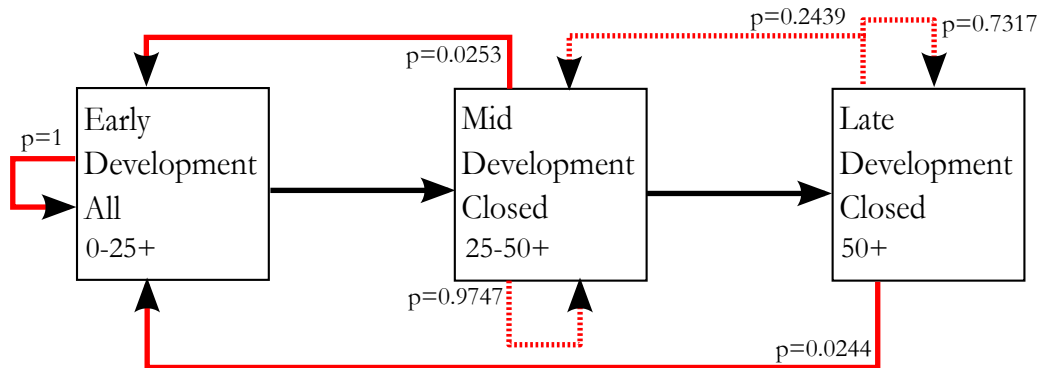 p=0.2439
p=0.7317
p=0.0253
p=1
Early
Development
All
0-25+
Mid
Development
Closed
25-50+
Late
Development
Closed
50+
p=0.9747
p=0.0244